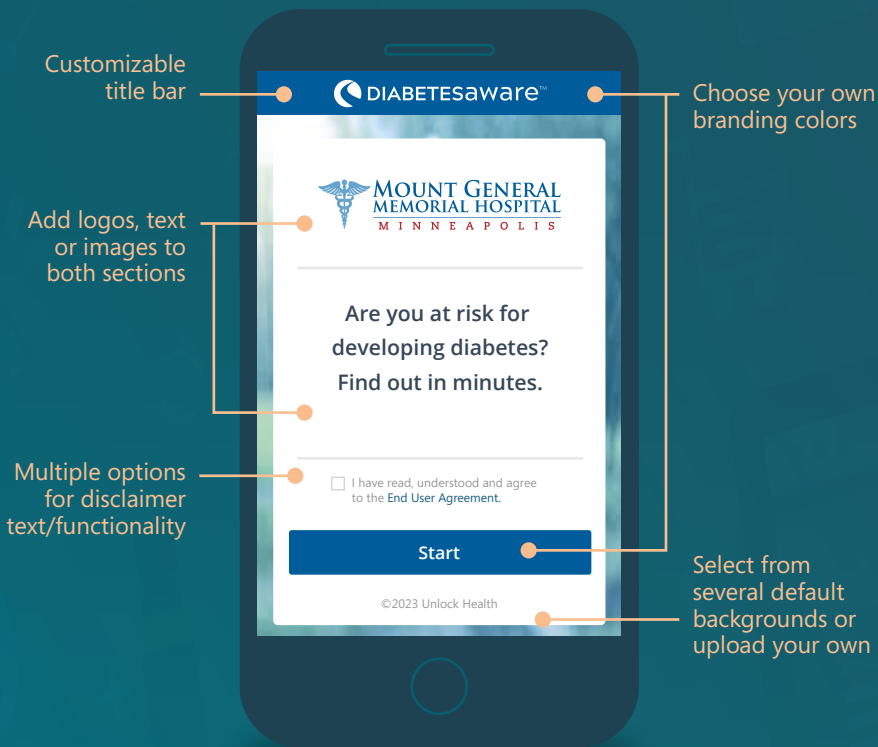 Customizable
title bar
DIABETESaware™
Choose your own
branding colors
MOUNT GENERAL
MEMORIAL HOSPITAL
MINNEAPOLIS
Add logos, text
or images to
both sections
Are you at risk for
developing diabetes?
Find out in minutes.
Multiple options
for disclaimer
text/functionality
I have read, understood and agree
to the End User Agreement.
Start
Select from
several default
backgrounds or
upload your own
©2023 Unlock Health